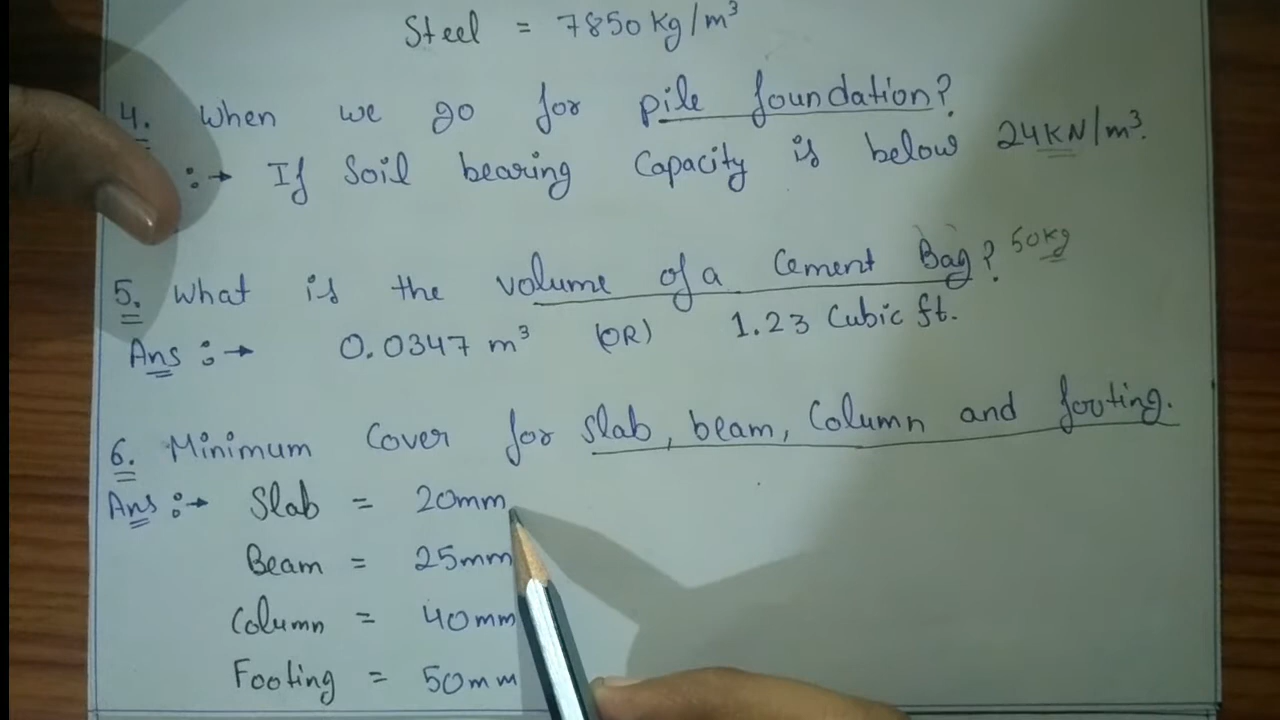 Steel = 7850 kg/m³
4. When we go for pile foundation?
:→ If Soil bearing Capacity is below 24KN/m³.
5. What is the volume of a Cement Bag? 50kg
Ans :→ 0.0347 m³ (OR) 1.23 Cubic ft.
6. Minimum Cover for slab, beam, Column and footing.
Ans :→ Slab = 20mm
Beam = 25mm
Column = 40mm
Footing = 50mm